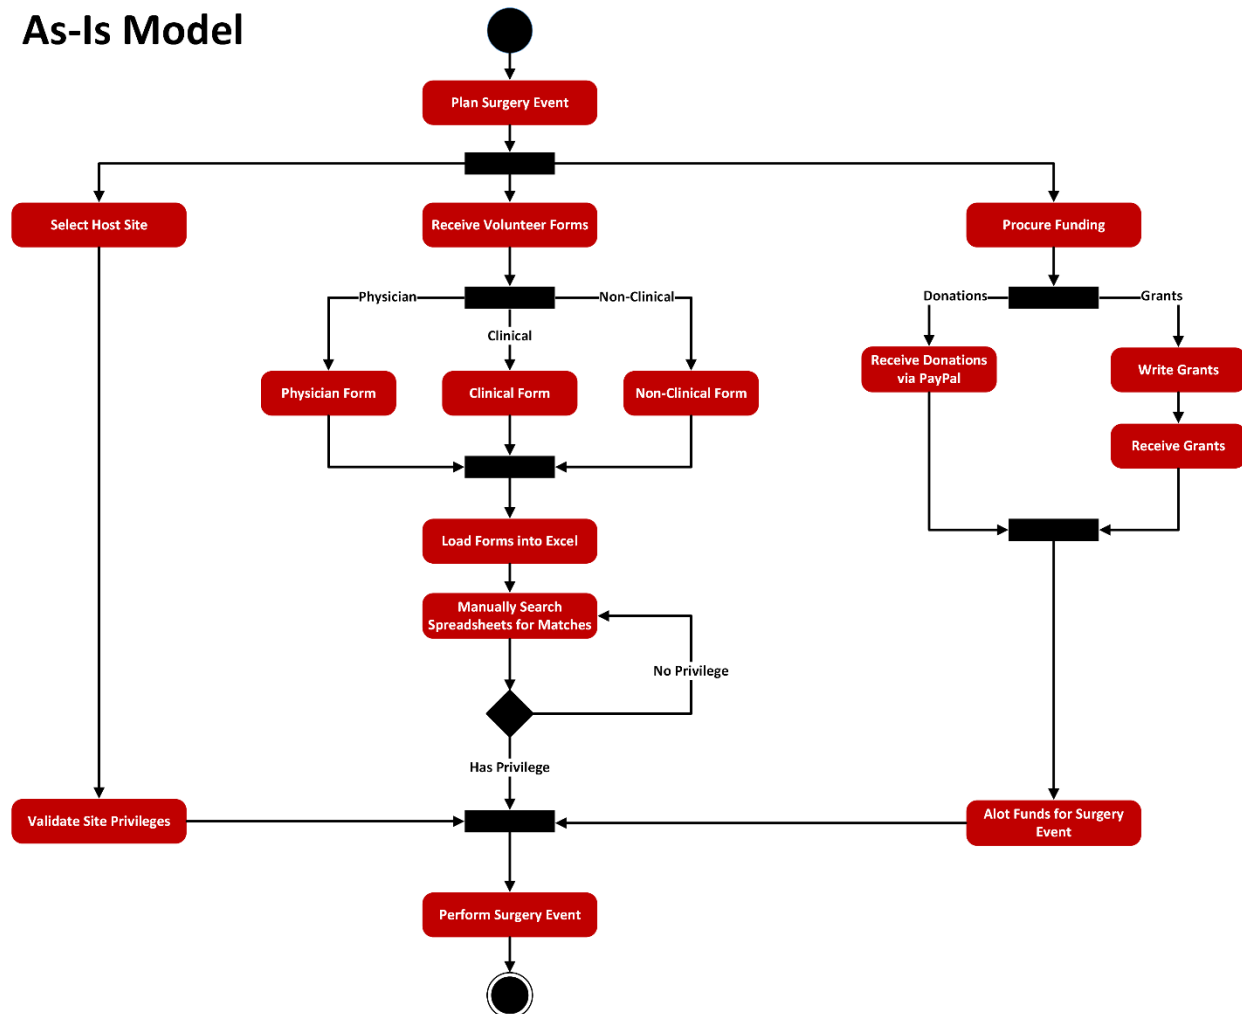 As-Is Model
Plan Surgery Event
Select Host Site
Receive Volunteer Forms
Procure Funding
Physician
Non-Clinical
Donations
Grants
Clinical
Receive Donations
via PayPal
Write Grants
Physician Form
Clinical Form
Non-Clinical Form
Receive Grants
Load Forms into Excel
Manually Search
Spreadsheets for Matches
No Privilege
Has Privilege
Validate Site Privileges
Alot Funds for Surgery
Event
Perform Surgery Event